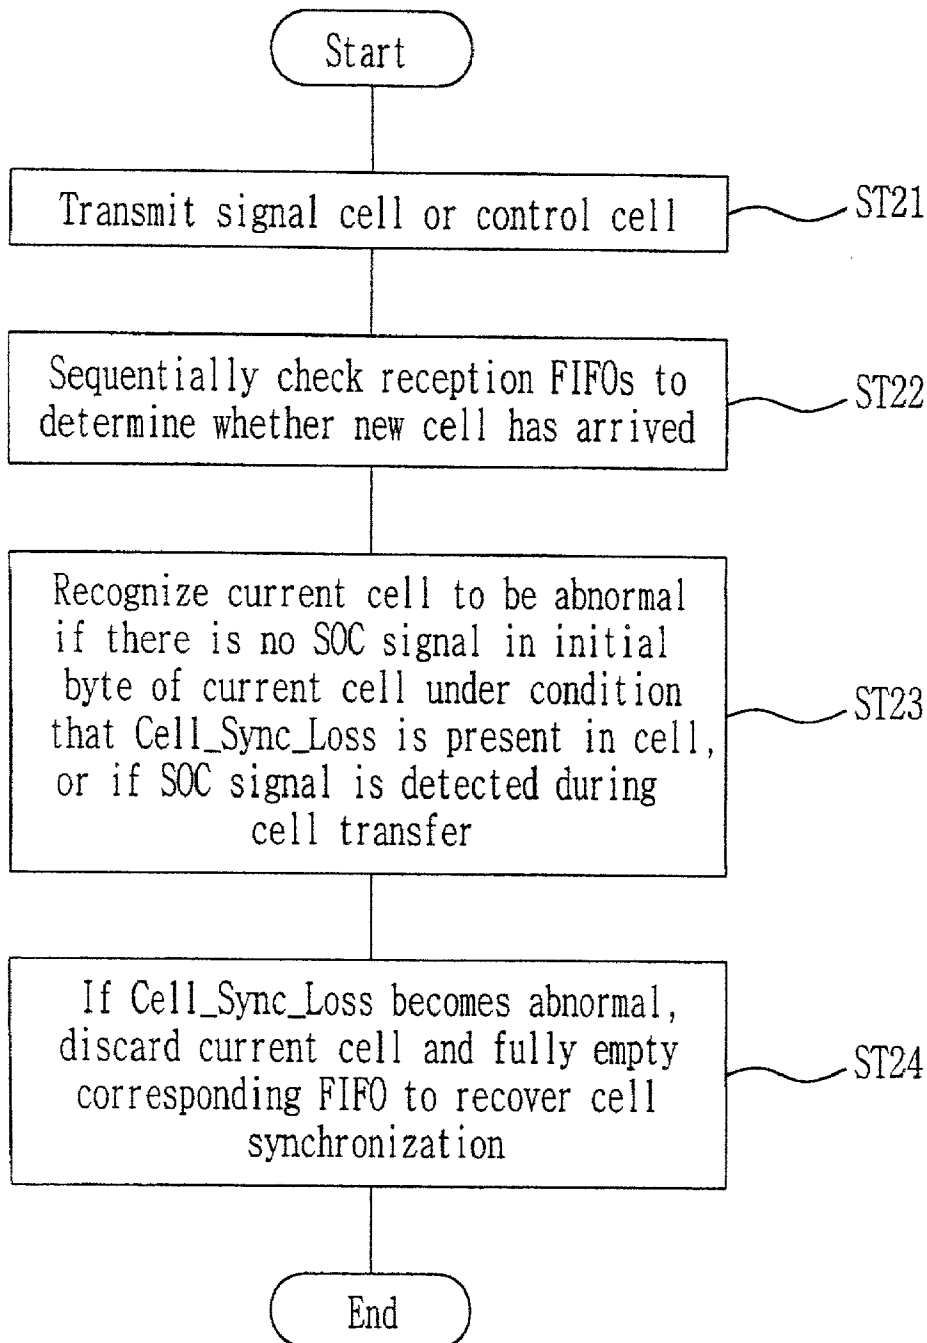 Start
Transmit signal cell or control cell
ST21
Sequentially check reception FIFOs to
determine whether new cell has arrived
ST22
Recognize current cell to be abnormal
if there is no SOC signal in initial
byte of current cell under condition
that Cell_Sync_Loss is present in cell,
or if SOC signal is detected during
cell transfer
ST23
If Cell_Sync_Loss becomes abnormal,
discard current cell and fully empty
corresponding FIFO to recover cell
synchronization
ST24
End